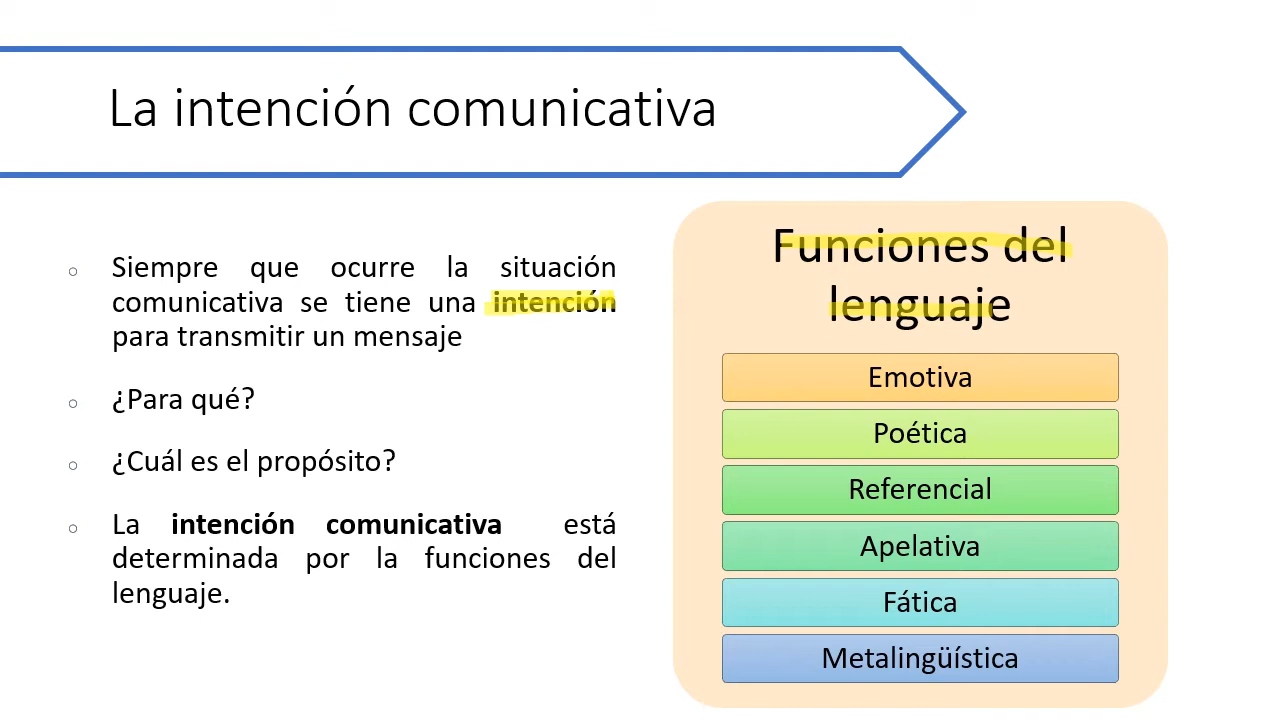 La intención comunicativa
Siempre que ocurre la situación
comunicativa se tiene una intención
para transmitir un mensaje
¿Para qué?
¿Cuál es el propósito?
La intención comunicativa está
determinada por la funciones del
lenguaje.
Funciones del
lenguaje
Emotiva
Poética
Referencial
Apelativa
Fática
Metalingüística